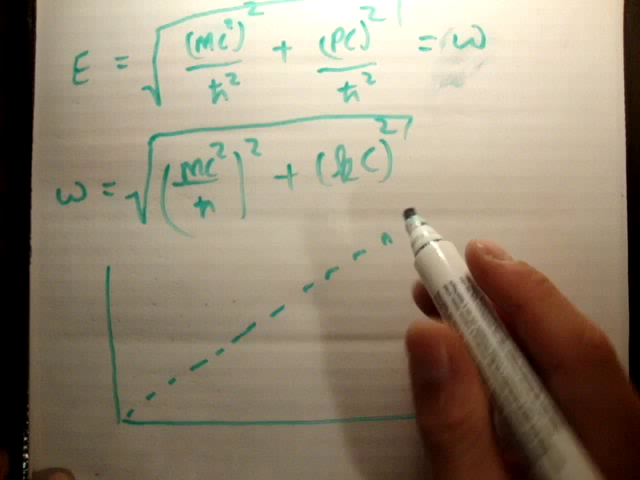 E = √((mc²)²/ħ² + (pc)²/ħ²) = ω
ω = √((mc²/ħ)² + (kc)²)